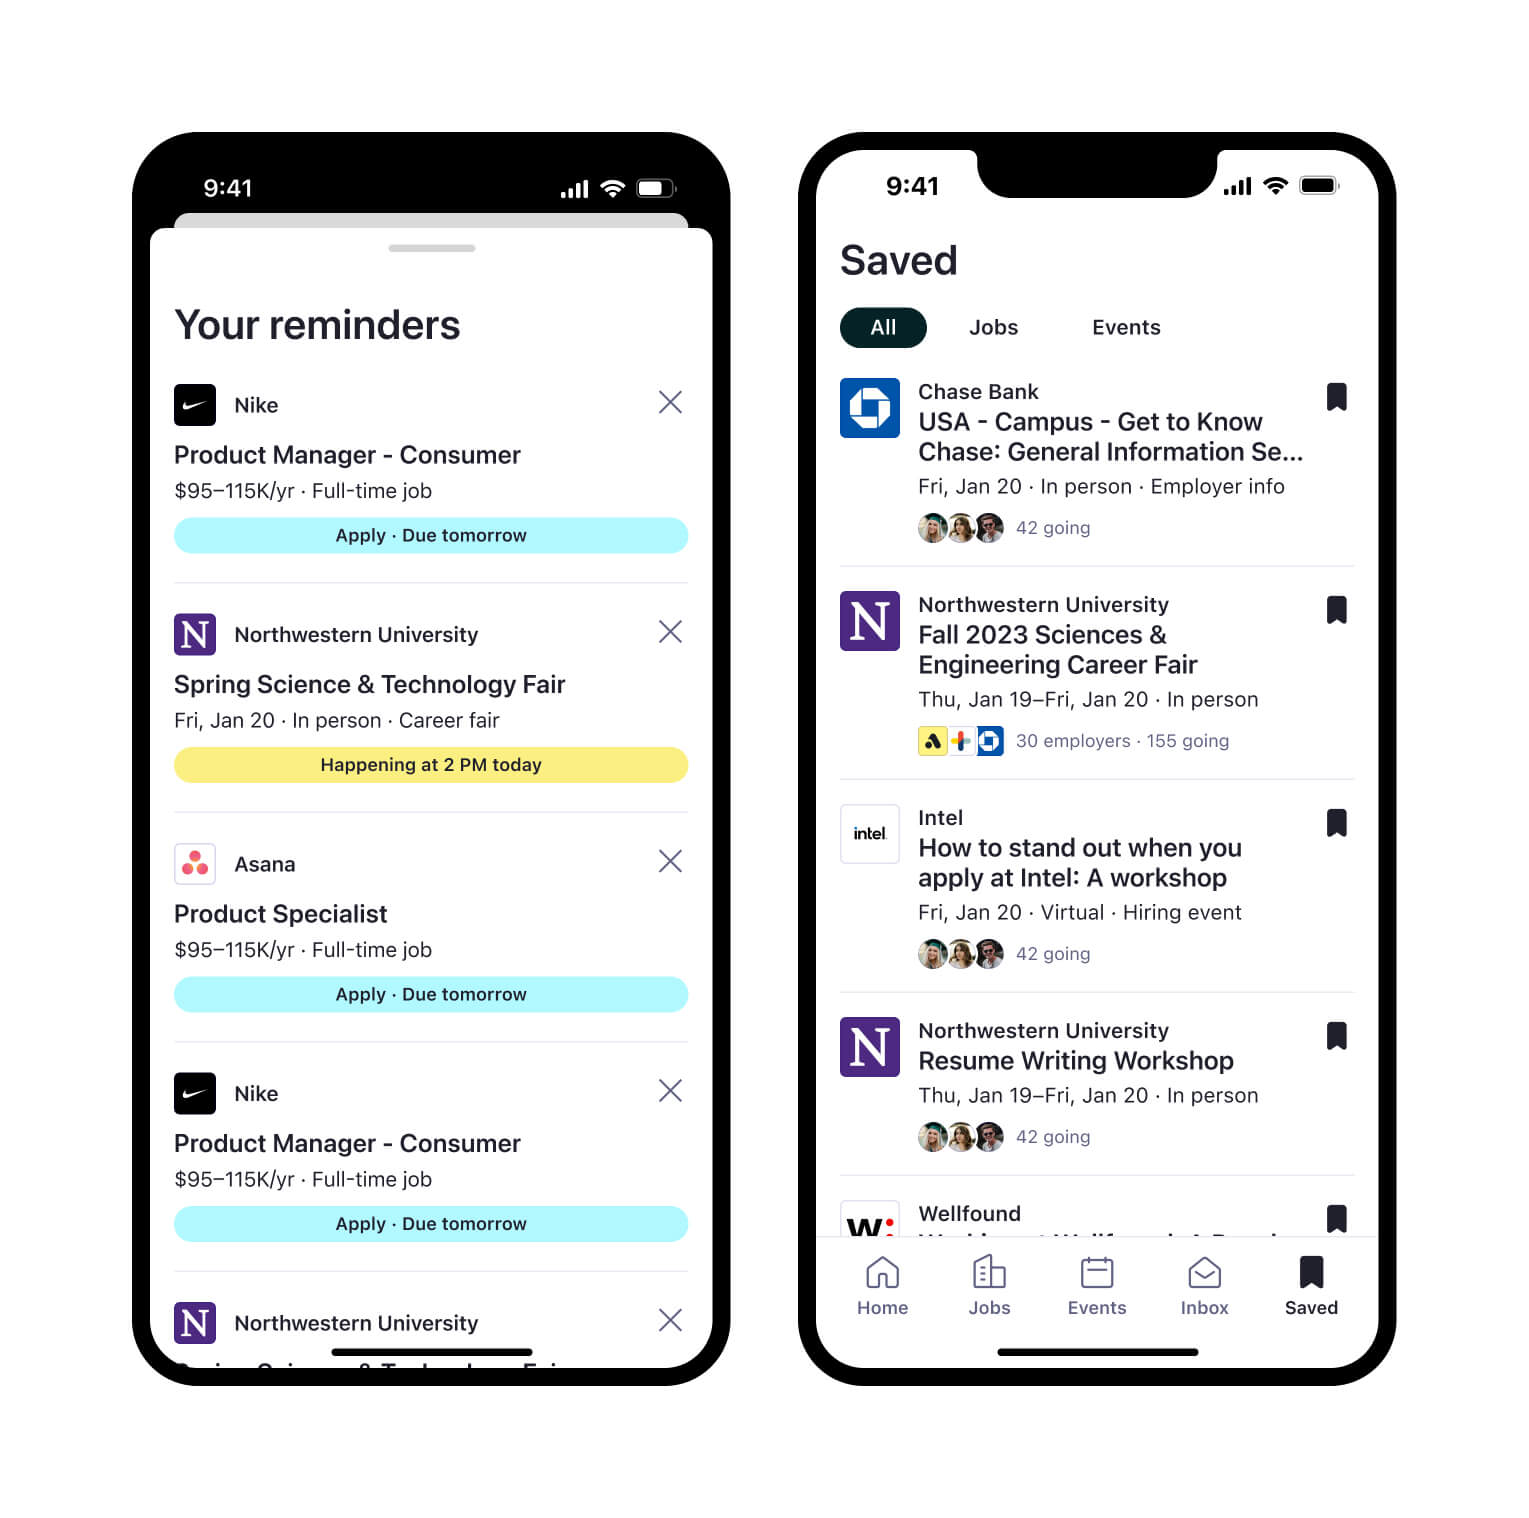 9:41
Your reminders
Nike
Product Manager - Consumer
$95–115K/yr · Full-time job
Apply · Due tomorrow
N
Northwestern University
Spring Science & Technology Fair
Fri, Jan 20 · In person · Career fair
Happening at 2 PM today
Asana
Product Specialist
$95–115K/yr · Full-time job
Apply · Due tomorrow
Nike
Product Manager - Consumer
$95–115K/yr · Full-time job
Apply · Due tomorrow
N
Northwestern University
9:41
Saved
All Jobs Events
Chase Bank
USA - Campus - Get to Know
Chase: General Information Se...
Fri, Jan 20 · In person · Employer info
42 going
N
Northwestern University
Fall 2023 Sciences &
Engineering Career Fair
Thu, Jan 19–Fri, Jan 20 · In person
30 employers · 155 going
intel
Intel
How to stand out when you
apply at Intel: A workshop
Fri, Jan 20 · Virtual · Hiring event
42 going
N
Northwestern University
Resume Writing Workshop
Thu, Jan 19–Fri, Jan 20 · In person
42 going
W:
Wellfound
Home Jobs Events Inbox Saved